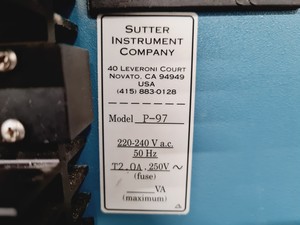 SUTTER
INSTRUMENT
COMPANY
40 LEVERONI COURT
NOVATO, CA 94949
USA
(415) 883-0128
Model P-97
220-240 V a.c.
50 Hz
T2.0A, 250V ~
(fuse)
VA
(maximum)